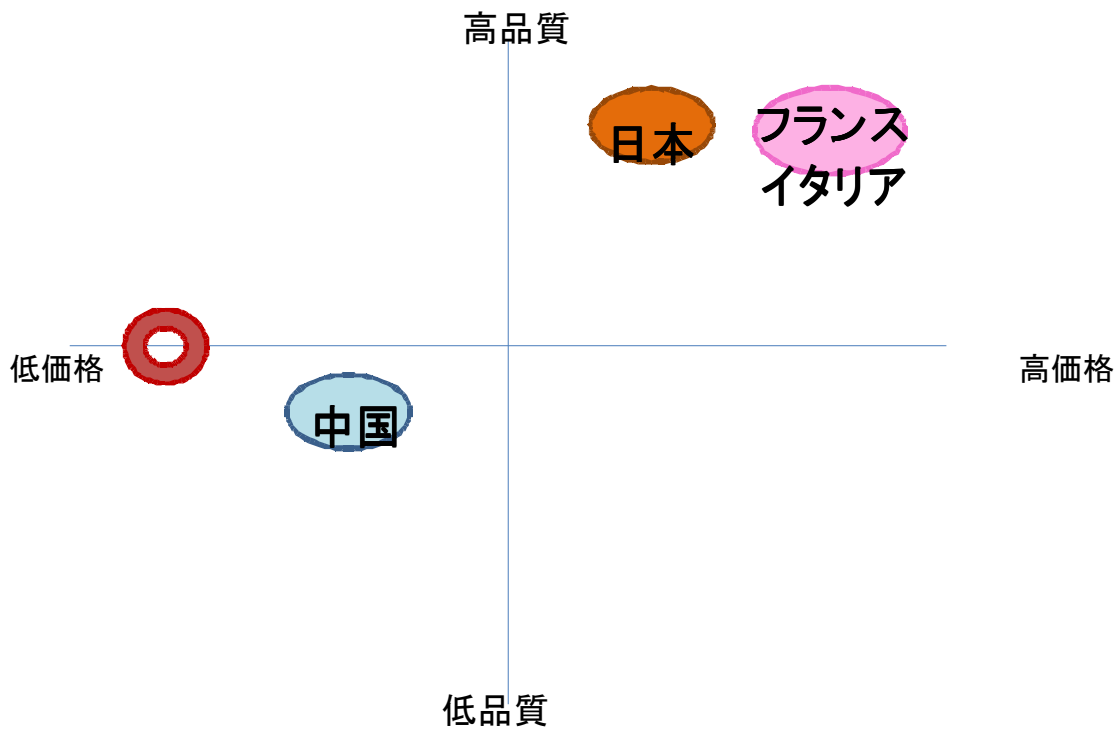 高品質
日本
フランス
イタリア
低価格
高価格
中国
低品質